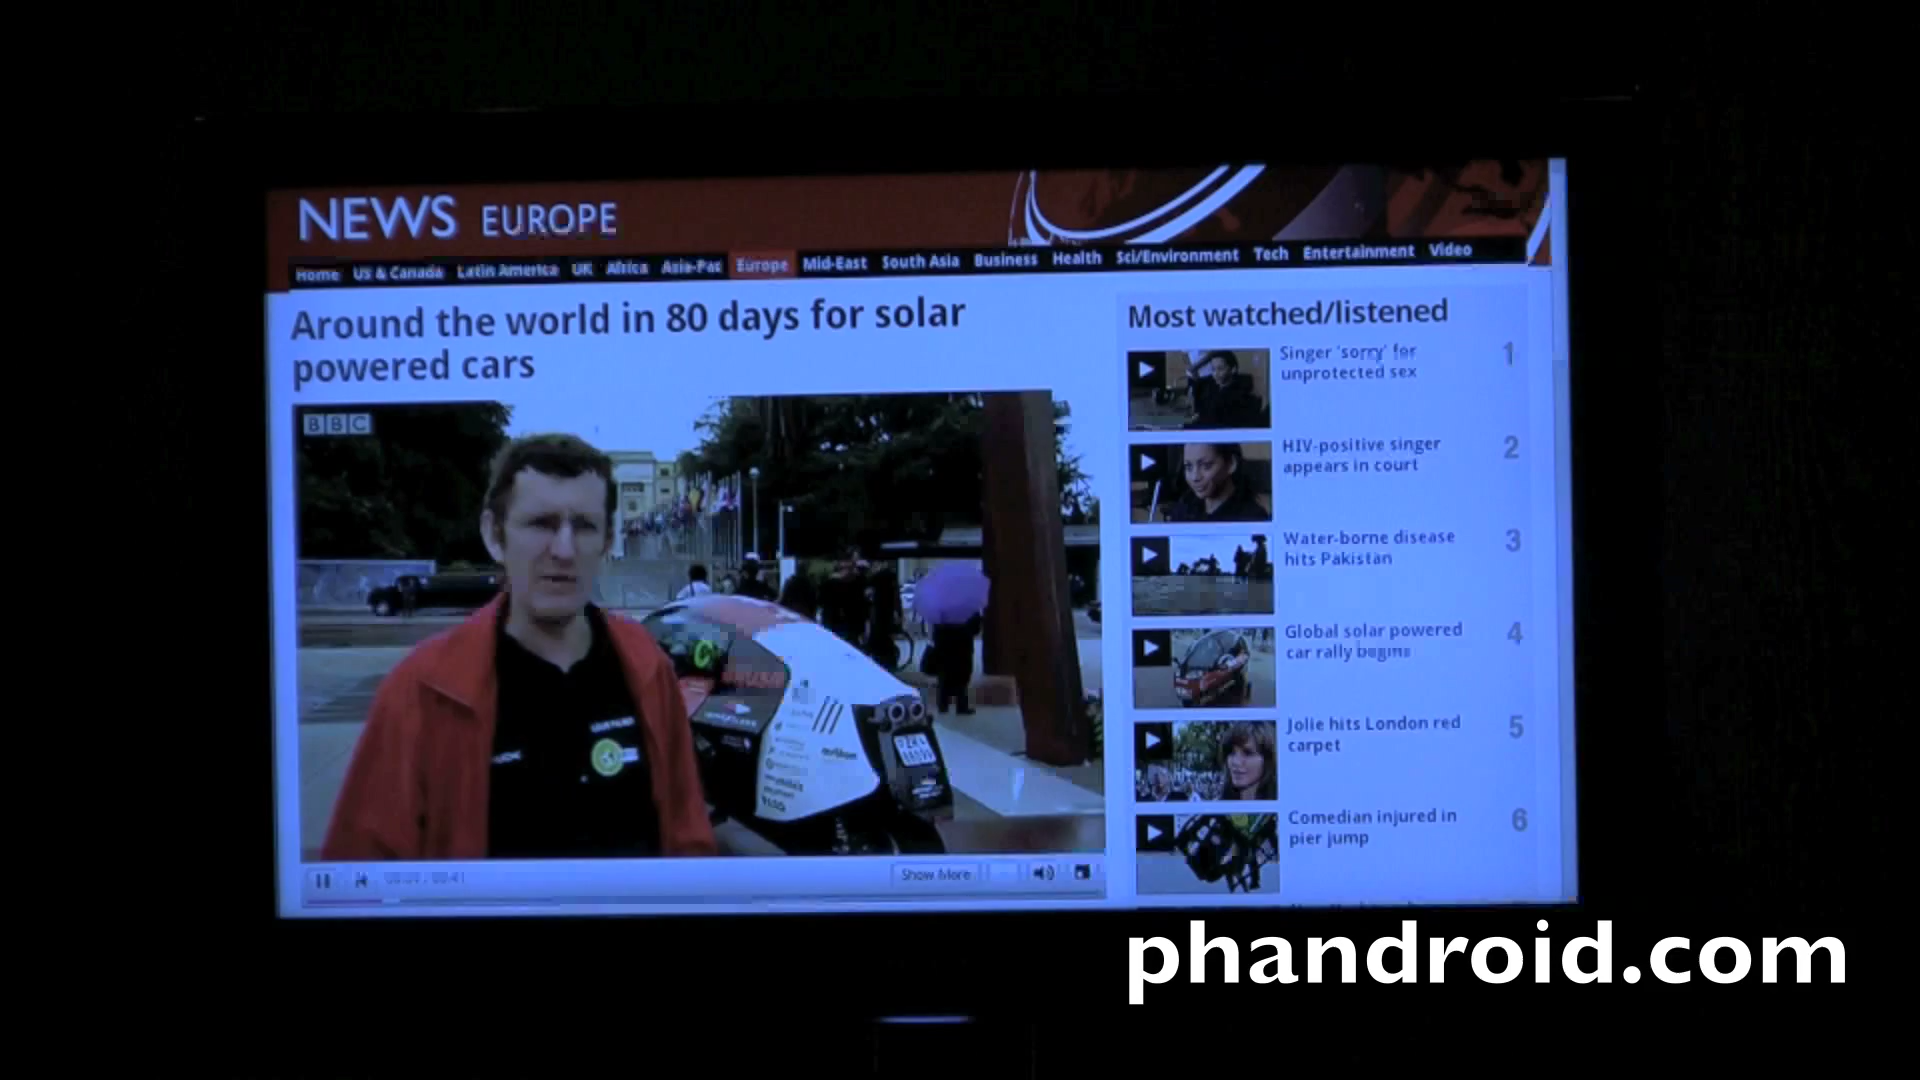 NEWS EUROPE
Home US & Canada Latin America UK Africa Asia-Pac Europe Mid-East South Asia Business Health Sci/Environment Tech Entertainment Video
Around the world in 80 days for solar
powered cars
BBC
Show More
Most watched/listened
Singer 'sorry' for
unprotected sex
1
HIV-positive singer
appears in court
2
Water-borne disease
hits Pakistan
3
Global solar powered
car rally begins
4
Jolie hits London red
carpet
5
Comedian injured in
pier jump
6
phandroid.com